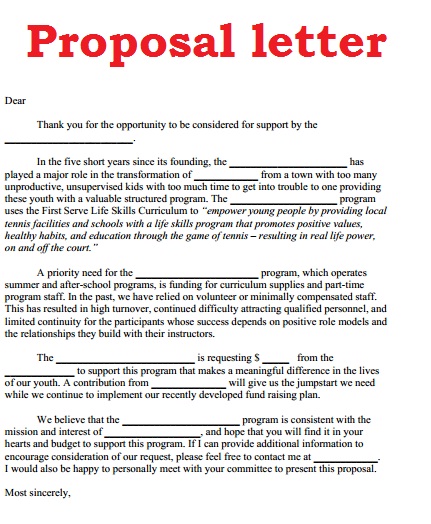 Proposal letter
Dear
Thank you for the opportunity to be considered for support by the
____________________.
In the five short years since its founding, the ____________________ has
played a major role in the transformation of ____________ from a town with too many
unproductive, unsupervised kids with too much time to get into trouble to one providing
these youth with a valuable structured program. The ____________________ program
uses the First Serve Life Skills Curriculum to “empower young people by providing local
tennis facilities and schools with a life skills program that promotes positive values,
healthy habits, and education through the game of tennis – resulting in real life power,
on and off the court.”
A priority need for the ____________________ program, which operates
summer and after-school programs, is funding for curriculum supplies and part-time
program staff. In the past, we have relied on volunteer or minimally compensated staff.
This has resulted in high turnover, continued difficulty attracting qualified personnel, and
limited continuity for the participants whose success depends on positive role models and
the relationships they build with their instructors.
The ____________________ is requesting $ _____ from the
____________ to support this program that makes a meaningful difference in the lives
of our youth. A contribution from ____________ will give us the jumpstart we need
while we continue to implement our recently developed fund raising plan.
We believe that the ____________________ program is consistent with the
mission and interest of ________________, and hope that you will find it in your
hearts and budget to support this program. If I can provide additional information to
encourage consideration of our request, please feel free to contact me at ___________.
I would also be happy to personally meet with your committee to present this proposal.
Most sincerely,